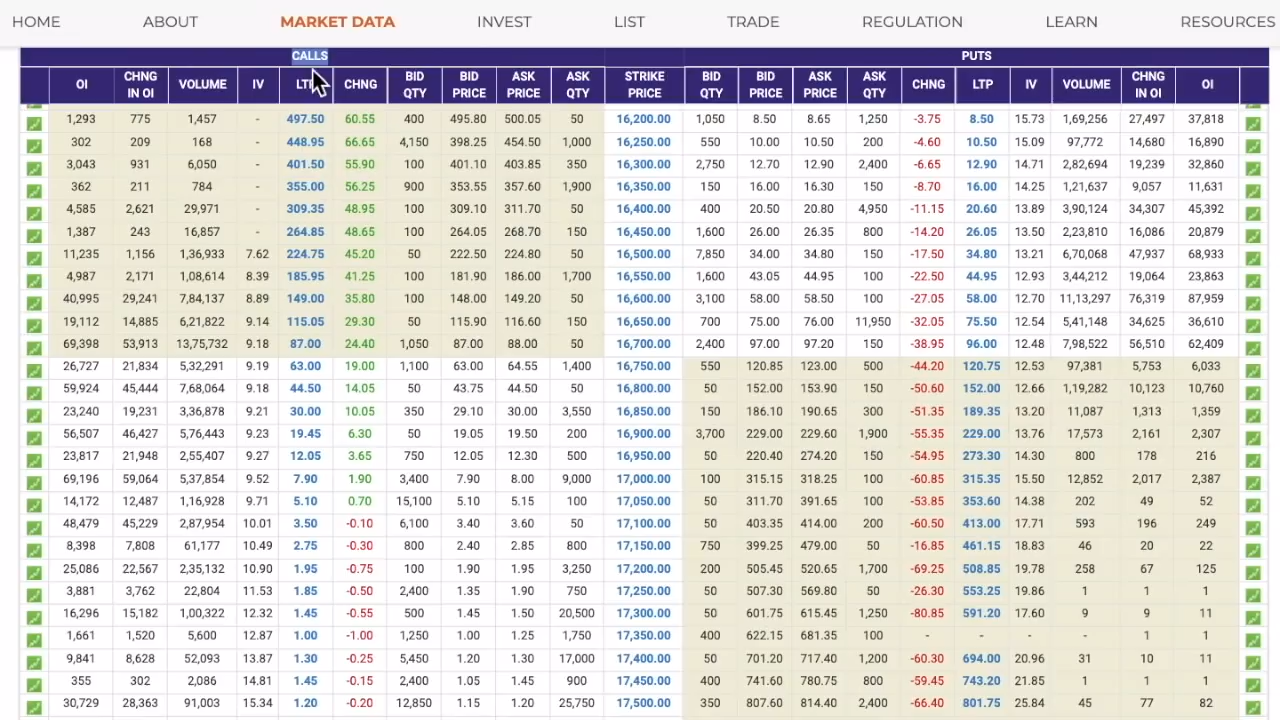 HOME ABOUT MARKET DATA INVEST LIST TRADE REGULATION LEARN RESOURCES
CALLS PUTS
OI CHNG IN OI VOLUME IV LTP CHNG BID QTY BID PRICE ASK PRICE ASK QTY STRIKE PRICE BID QTY BID PRICE ASK PRICE ASK QTY CHNG LTP IV VOLUME CHNG IN OI OI
1,293 775 1,457 - 497.50 60.55 400 495.80 500.05 50 16,200.00 1,050 8.50 8.65 1,250 -3.75 8.50 15.73 1,69,256 27,497 37,818
302 209 168 - 448.95 66.65 4,150 398.25 454.50 1,000 16,250.00 550 10.00 10.50 200 -4.60 10.50 15.09 97,772 14,680 16,890
3,043 931 6,050 - 401.50 55.90 100 401.10 403.85 350 16,300.00 2,750 12.70 12.90 2,400 -6.65 12.90 14.71 2,82,694 19,239 32,860
362 211 784 - 355.00 56.25 900 353.55 357.60 1,900 16,350.00 150 16.00 16.30 150 -8.70 16.00 14.25 1,21,637 9,057 11,631
4,585 2,621 29,971 - 309.35 48.95 100 309.10 311.70 50 16,400.00 400 20.50 20.80 4,950 -11.15 20.60 13.89 3,90,124 34,307 45,392
1,387 243 16,857 - 264.85 48.65 100 264.05 268.70 150 16,450.00 1,600 26.00 26.35 800 -14.20 26.05 13.50 2,23,810 16,086 20,879
11,235 1,156 1,36,933 7.62 224.75 45.20 50 222.50 224.80 50 16,500.00 7,850 34.00 34.80 150 -17.50 34.80 13.21 6,70,068 47,937 68,933
4,987 2,171 1,08,614 8.39 185.95 41.25 100 181.90 186.00 1,700 16,550.00 1,600 43.05 44.95 100 -22.50 44.95 12.93 3,44,212 19,064 23,863
40,995 29,241 7,84,137 8.89 149.00 35.80 100 148.00 149.20 50 16,600.00 3,100 58.00 58.50 100 -27.05 58.00 12.70 11,13,297 76,319 87,959
19,112 14,885 6,21,822 9.14 115.05 29.30 50 115.90 116.60 150 16,650.00 700 75.00 76.00 11,950 -32.05 75.50 12.54 5,41,148 34,625 36,610
69,398 53,913 13,75,732 9.18 87.00 24.40 1,050 87.00 88.00 50 16,700.00 2,400 97.00 97.20 150 -38.95 96.00 12.48 7,98,522 56,510 62,409
26,727 21,834 5,32,291 9.19 63.00 19.00 1,100 63.00 64.55 1,400 16,750.00 550 120.85 123.00 500 -44.20 120.75 12.53 97,381 5,753 6,033
59,924 45,444 7,68,064 9.18 44.50 14.05 50 43.75 44.50 50 16,800.00 50 152.00 153.90 150 -50.60 152.00 12.66 1,19,282 10,123 10,760
23,240 19,231 3,36,878 9.21 30.00 10.05 350 29.10 30.00 3,550 16,850.00 150 186.10 190.65 300 -51.35 189.35 13.20 11,087 1,313 1,359
56,507 46,427 5,76,443 9.23 19.45 6.30 50 19.05 19.50 200 16,900.00 3,700 229.00 229.60 1,900 -55.35 229.00 13.76 17,573 2,161 2,307
23,817 21,948 2,55,407 9.27 12.05 3.65 750 12.05 12.30 500 16,950.00 50 220.40 274.20 150 -54.95 273.30 14.30 800 178 216
69,196 59,064 5,37,854 9.52 7.90 1.90 3,400 7.90 8.00 9,000 17,000.00 100 315.15 318.25 100 -60.85 315.35 15.50 12,852 2,017 2,387
14,172 12,487 1,16,928 9.71 5.10 0.70 15,100 5.10 5.15 100 17,050.00 50 311.70 391.65 100 -53.85 353.60 14.38 202 49 52
48,479 45,229 2,87,954 10.01 3.50 -0.10 6,100 3.40 3.60 50 17,100.00 50 403.35 414.00 200 -60.50 413.00 17.71 593 196 249
8,398 7,808 61,177 10.49 2.75 -0.30 800 2.40 2.85 800 17,150.00 750 399.25 479.00 50 -16.85 461.15 18.83 46 20 22
25,086 22,567 2,35,132 10.90 1.95 -0.75 100 1.90 1.95 3,250 17,200.00 200 505.45 520.65 1,700 -69.25 508.85 19.78 258 67 125
3,881 3,762 22,804 11.53 1.85 -0.50 2,400 1.35 1.90 750 17,250.00 50 507.30 569.80 50 -26.30 553.25 19.86 1 1 1
16,296 15,182 1,00,322 12.32 1.45 -0.55 500 1.45 1.50 20,500 17,300.00 50 601.75 615.45 1,250 -80.85 591.20 17.60 9 9 11
1,661 1,520 5,600 12.87 1.00 -1.00 1,250 1.00 1.25 1,750 17,350.00 400 622.15 681.35 100 - - - - 1 1
9,841 8,628 52,093 13.87 1.30 -0.25 5,450 1.20 1.30 17,000 17,400.00 50 701.20 717.40 1,200 -60.30 694.00 20.96 31 10 11
355 302 2,086 14.81 1.45 -0.15 2,400 1.05 1.45 900 17,450.00 400 741.60 780.75 800 -59.45 743.20 21.85 1 1 1
30,729 28,363 91,003 15.34 1.20 -0.20 12,850 1.15 1.20 25,750 17,500.00 350 807.60 814.40 2,400 -66.40 801.75 25.84 45 77 82